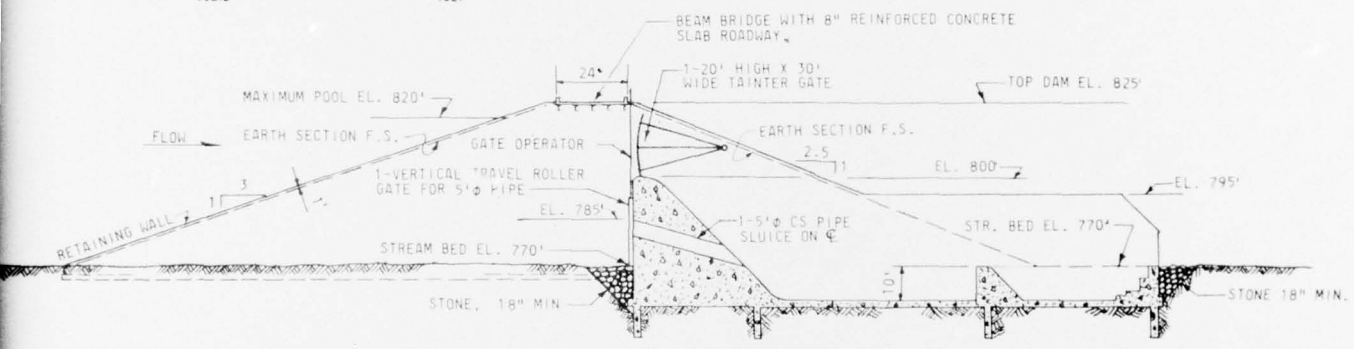 BEAM BRIDGE WITH 8" REINFORCED CONCRETE
SLAB ROADWAY
24'
1-20' HIGH X 30'
WIDE TAINTER GATE
TOP DAM EL. 825'
MAXIMUM POOL EL. 820'
FLOW
EARTH SECTION F.S.
GATE OPERATOR
EARTH SECTION F.S.
2.5
1
EL. 800'
1-VERTICAL TRAVEL ROLLER
GATE FOR 5'ϕ PIPE
3
1
1'
EL. 795'
EL. 785'
1-5'ϕ CS PIPE
SLUICE ON ℄
STR. BED EL. 770'
RETAINING WALL
STREAM BED EL. 770'
10'
STONE, 18" MIN
STONE 18" MIN.